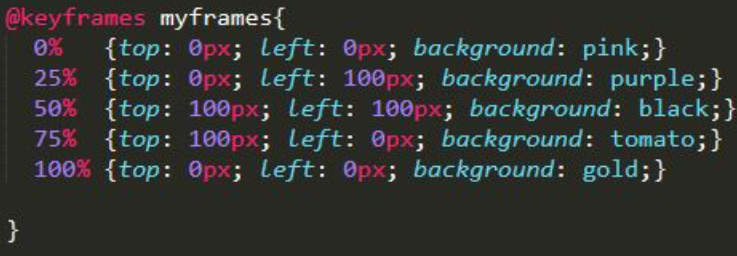 @keyframes myframes{
0% {top: 0px; left: 0px; background: pink;}
25% {top: 0px; left: 100px; background: purple;}
50% {top: 100px; left: 100px; background: black;}
75% {top: 100px; left: 0px; background: tomato;}
100% {top: 0px; left: 0px; background: gold;}
}